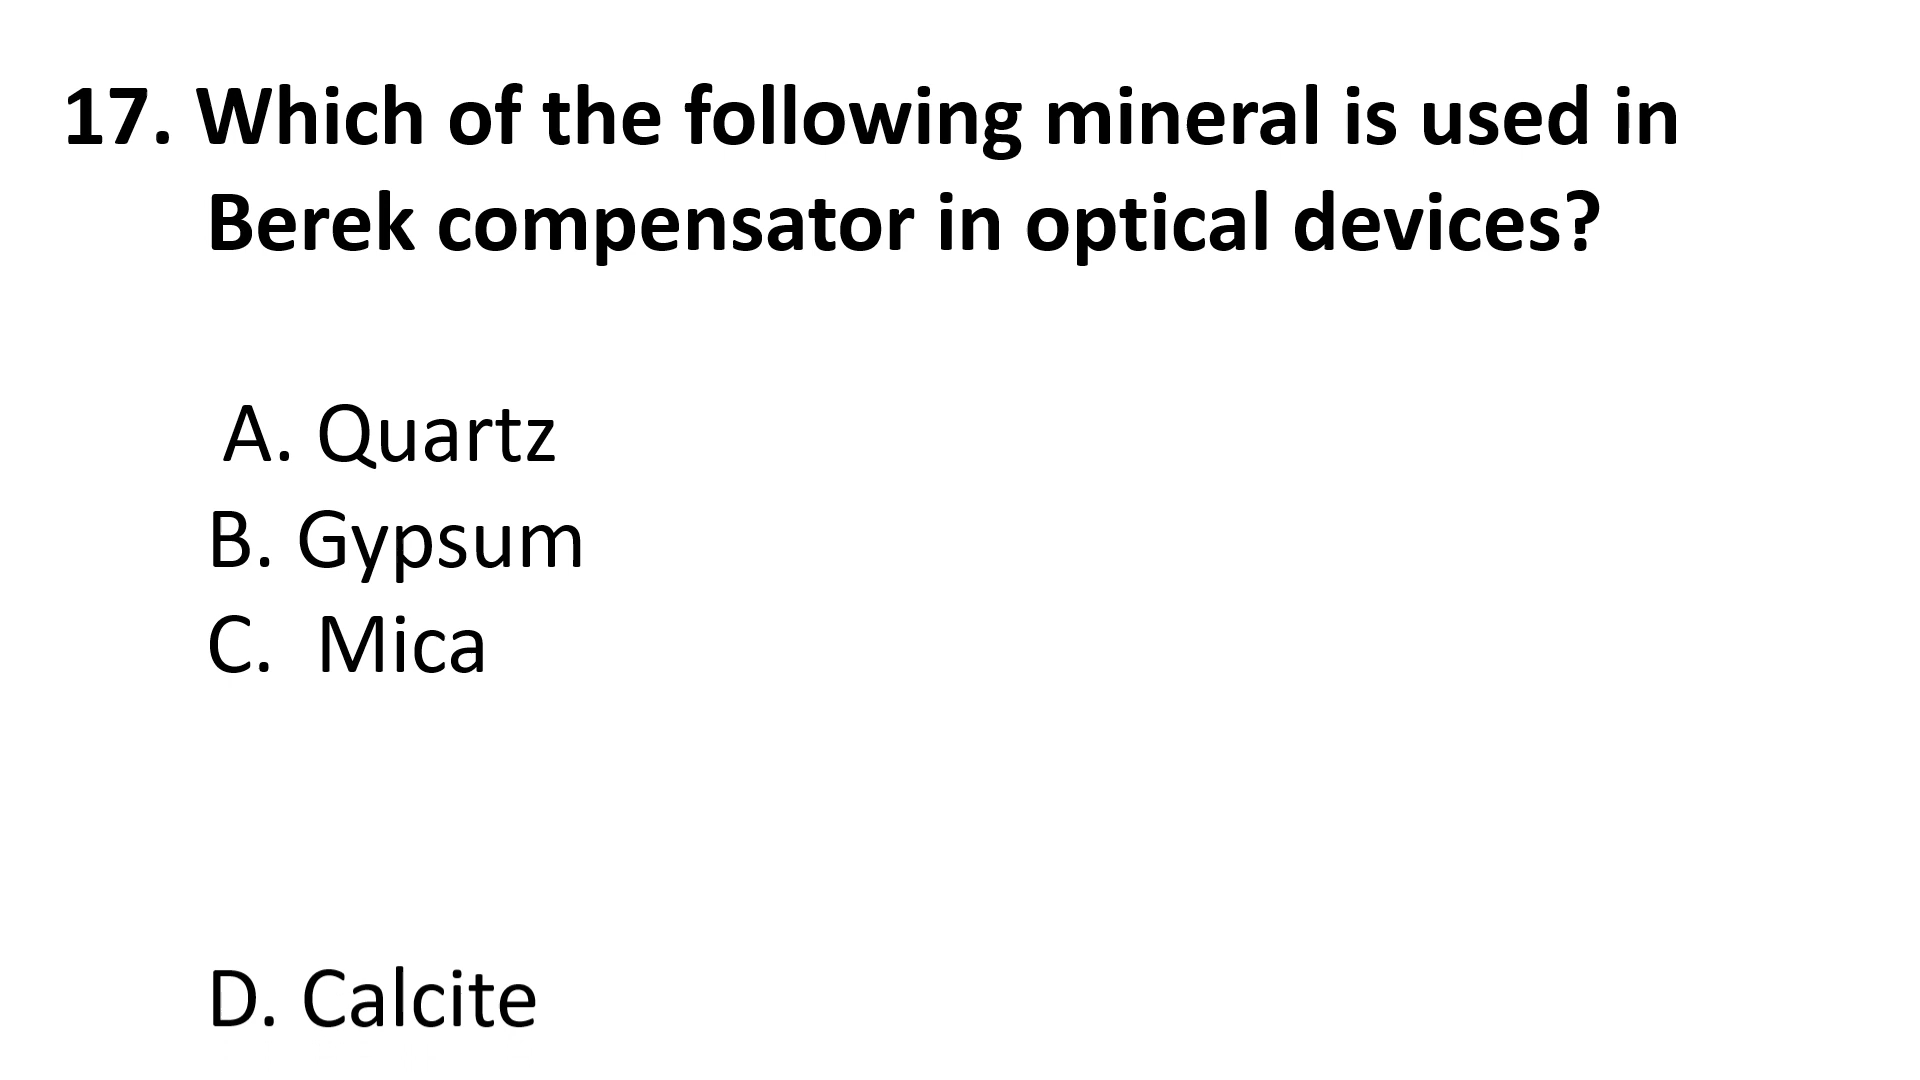 17. Which of the following mineral is used in
Berek compensator in optical devices?
A. Quartz
B. Gypsum
C. Mica
D. Calcite